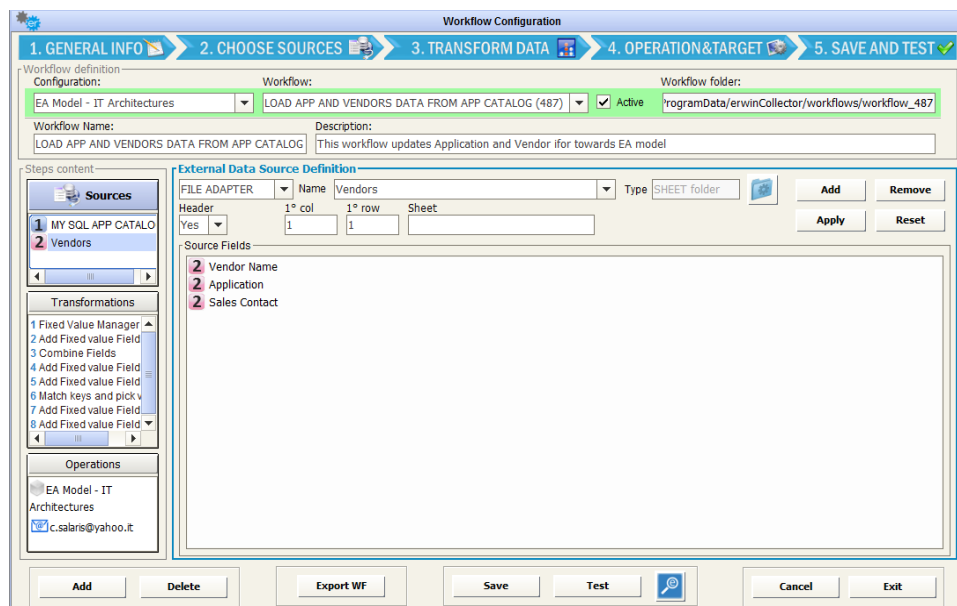 Workflow Configuration
1. GENERAL INFO 2. CHOOSE SOURCES 3. TRANSFORM DATA 4. OPERATION&TARGET 5. SAVE AND TEST
Workflow definition
Configuration: Workflow: Workflow folder:
EA Model - IT Architectures LOAD APP AND VENDORS DATA FROM APP CATALOG (487) Active ProgramData/erwinCollector/workflows/workflow_487
Workflow Name: Description:
LOAD APP AND VENDORS DATA FROM APP CATALOG This workflow updates Application and Vendor ifor towards EA model
Steps content
External Data Source Definition
Sources
FILE ADAPTER Name Vendors Type SHEET folder Add Remove
Header 1° col 1° row Sheet
Yes 1 1 Apply Reset
1 MY SQL APP CATALO
2 Vendors
Source Fields
2 Vendor Name
2 Application
2 Sales Contact
Transformations
1 Fixed Value Manager
2 Add Fixed value Field
3 Combine Fields
4 Add Fixed value Field
5 Add Fixed value Field
6 Match keys and pick v
7 Add Fixed value Field
8 Add Fixed value Field
Operations
EA Model - IT
Architectures
c.salaris@yahoo.it
Add Delete Export WF Save Test Cancel Exit